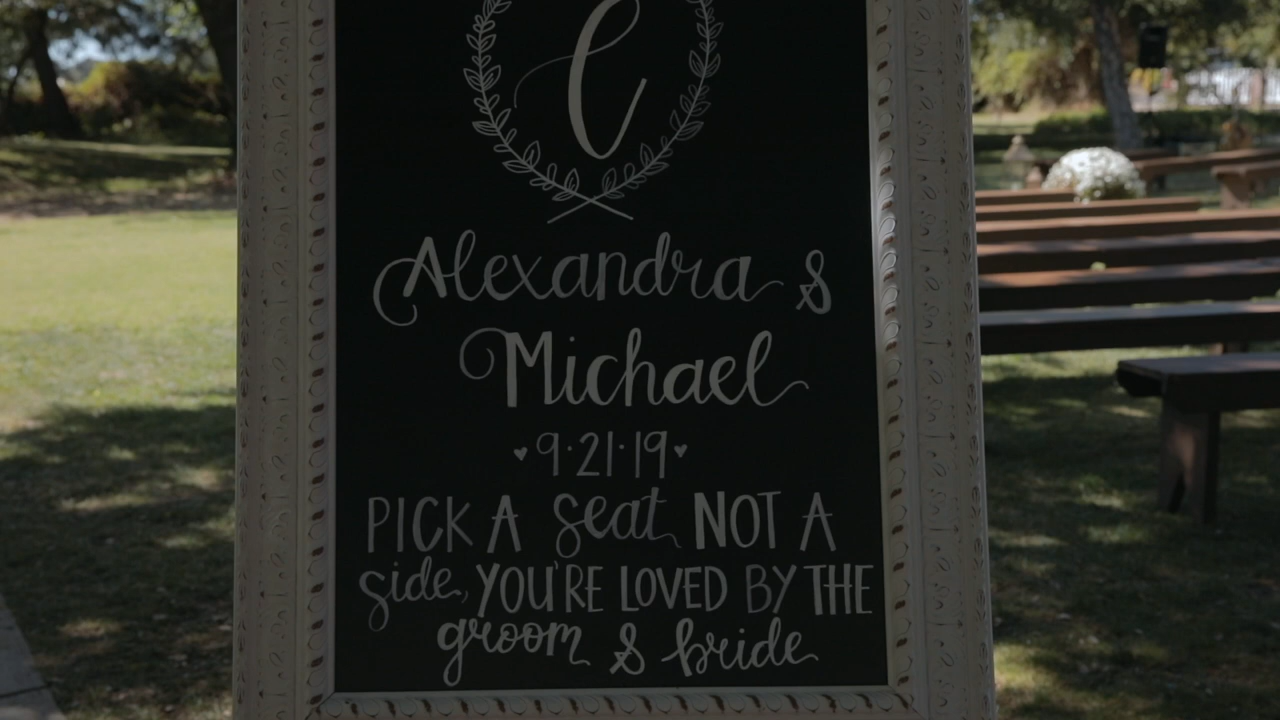 C
Alexandra &
Michael
♥9·21·19♥
PICK A seat NOT A
side, YOU'RE LOVED BY THE
groom & bride